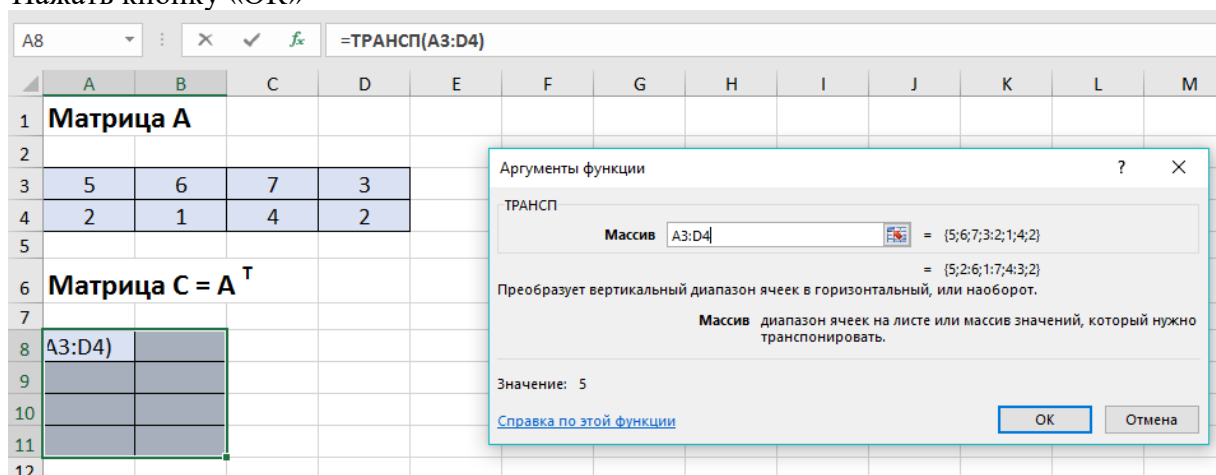 Нажать кнопку «ОК»
A8 fx =ТРАНСП(A3:D4)
A B C D E F G H I J K L M
1 Матрица A
2
3 5 6 7 3
4 2 1 4 2
5
6 Матрица C = A T
7
8 A3:D4)
9
10
11
12
Аргументы функции ? ×
ТРАНСП
Массив A3:D4 = {5;6;7;3:2;1;4;2}
= {5;2:6;1:7;4:3;2}
Преобразует вертикальный диапазон ячеек в горизонтальный, или наоборот.
Массив диапазон ячеек на листе или массив значений, который нужно
транспонировать.
Значение: 5
Справка по этой функции ОК Отмена